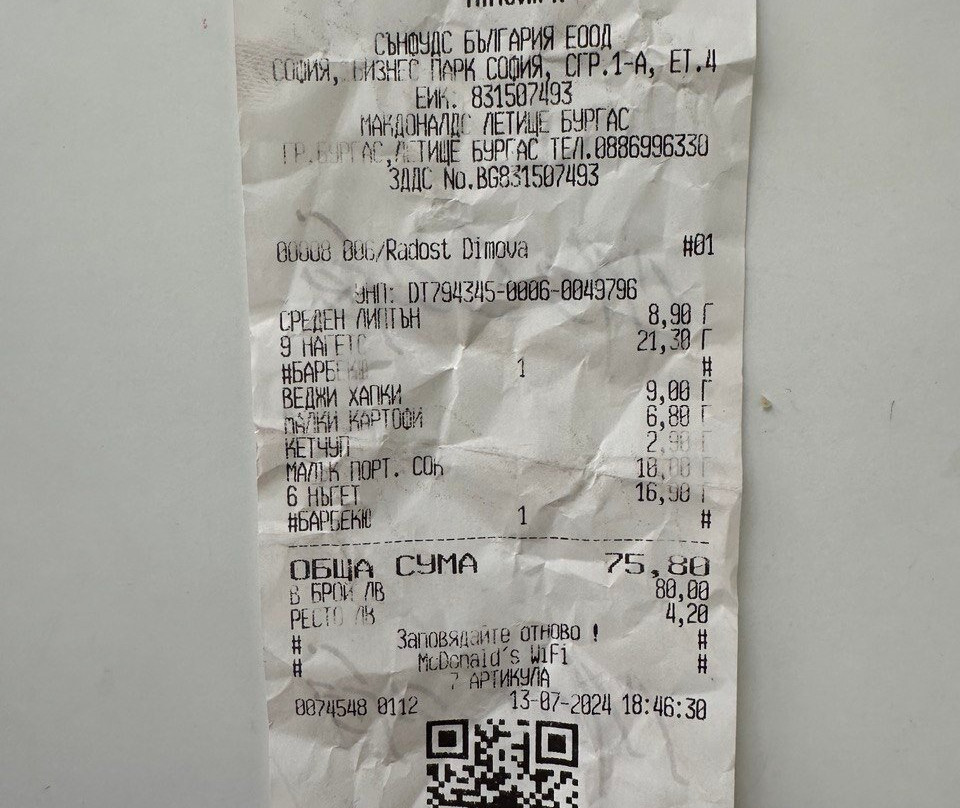 СЪНФУДС БЪЛГАРИЯ ЕООД
СОФИЯ, БИЗНЕС ПАРК СОФИЯ, СГР.1-А, ЕТ.4
ЕИК: 831507493
МАКДОНАЛДС ЛЕТИЩЕ БУРГАС
ГР.БУРГАС,ЛЕТИЩЕ БУРГАС ТЕЛ.0886996330
ЗДДС No.BG831507493
00008 006/Radost Dimova #01
УНП: DT794345-0006-0049796
СРЕДЕН ЛИПТЪН 8,90 Г
9 НАГЕТС 21,30 Г
#БАРБЕКЮ 1 #
ВЕДЖИ ХАПКИ 9,00 Г
МАЛКИ КАРТОФИ 6,80 Г
КЕТЧУП 2,90 Г
МАЛЪК ПОРТ. СОК 10,00 Г
6 НЪГЕТ 16,90 Г
#БАРБЕКЮ 1 #
ОБЩА СУМА 75,80
В БРОЙ ЛВ 80,00
РЕСТО ЛВ 4,20
# Заповядайте отново ! #
# McDonald's WiFi #
7 АРТИКУЛА
0074548 0112 13-07-2024 18:46:30